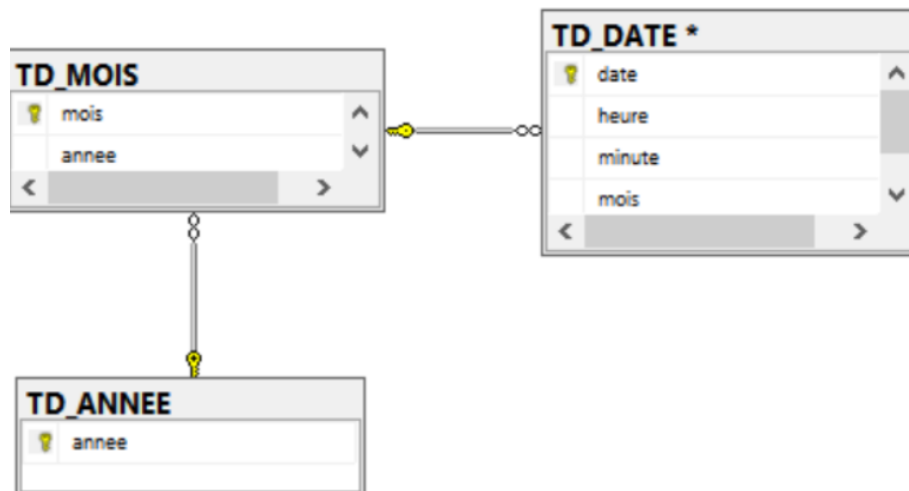 TD_MOIS
mois
annee
TD_DATE *
date
heure
minute
mois
TD_ANNEE
annee